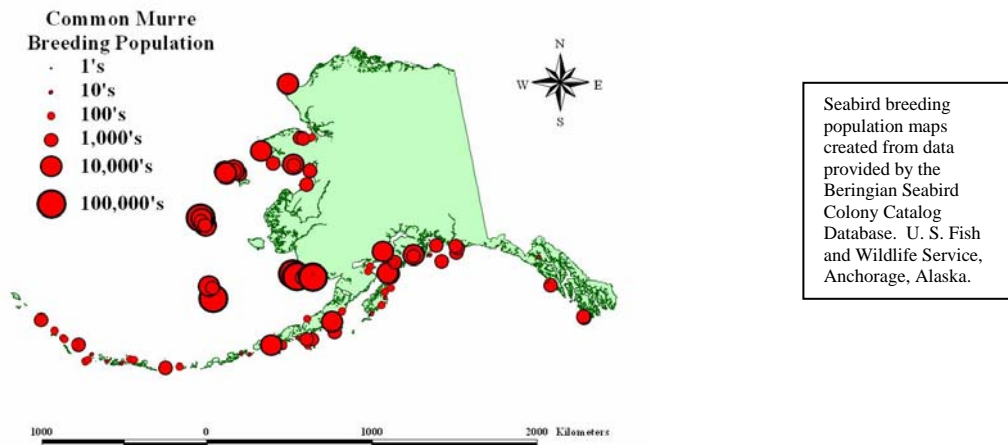 Common Murre
Breeding Population
1's
10's
100's
1,000's
10,000's
100,000's
N
W E
S
Seabird breeding
population maps
created from data
provided by the
Beringian Seabird
Colony Catalog
Database. U. S. Fish
and Wildlife Service,
Anchorage, Alaska.
1000 0 1000 2000 Kilometers